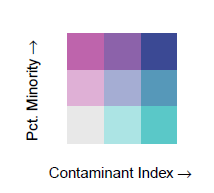 Pct. Minority →
Contaminant Index →